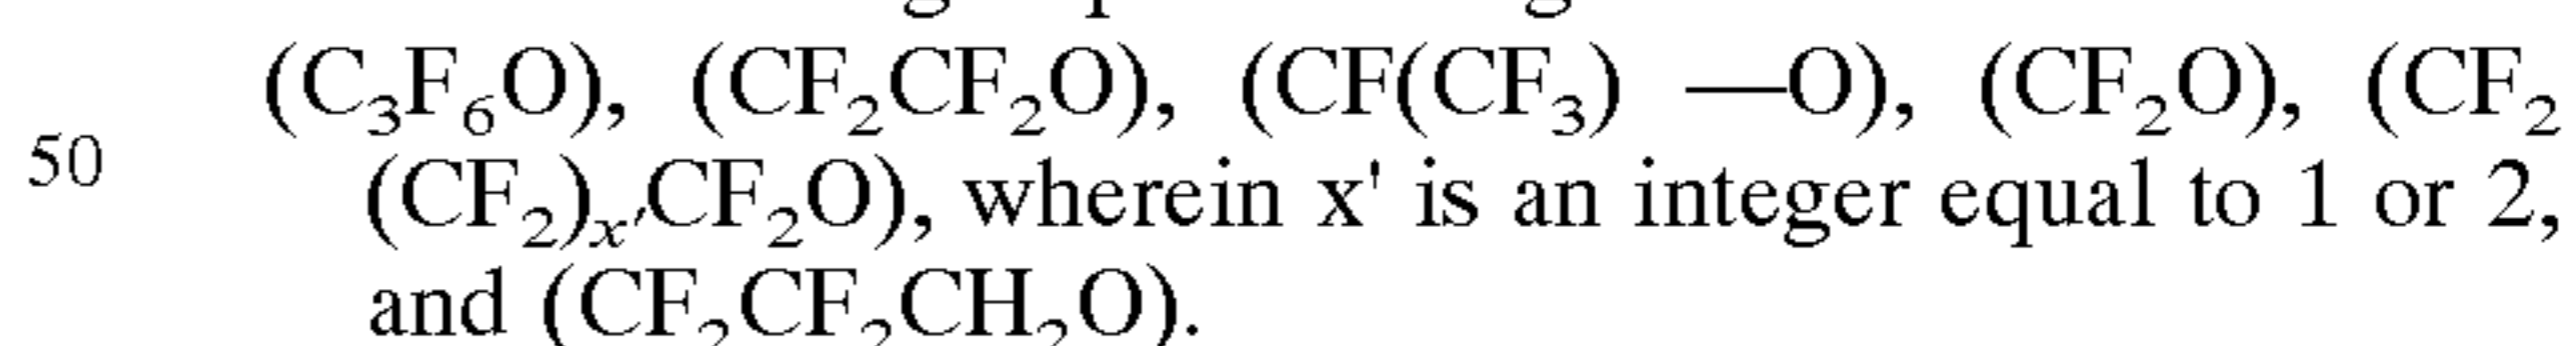 (C₃F₆O), (CF₂CF₂O), (CF(CF₃) —O), (CF₂O), (CF₂
50 (CF₂)ₓ'CF₂O), wherein x' is an integer equal to 1 or 2,
and (CF₂CF₂CH₂O).